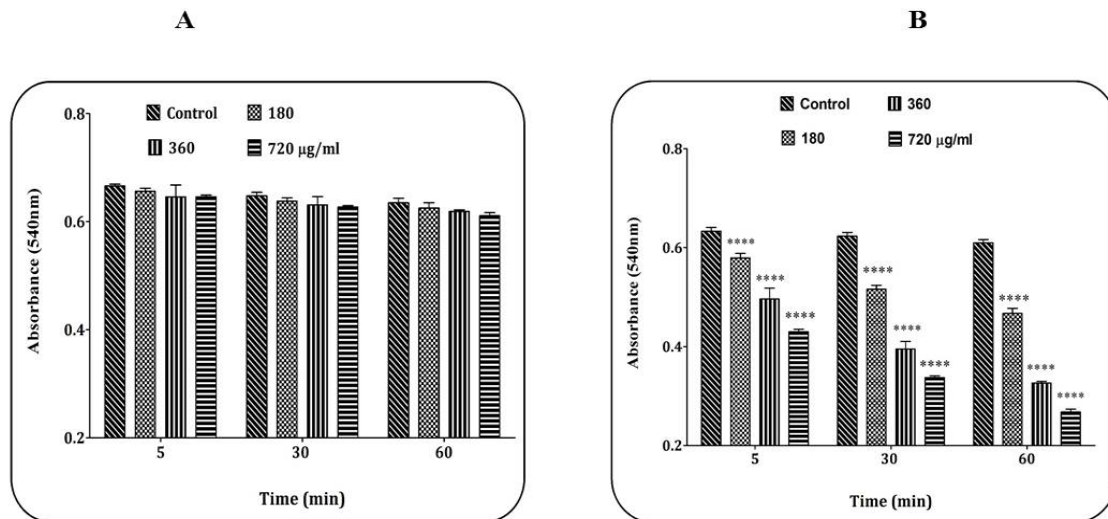 A
Control
180
360
720 µg/ml
0.8
0.6
0.4
0.2
Absorbance (540nm)
5
30
60
Time (min)
B
Control
360
180
720 µg/ml
0.8
0.6
0.4
0.2
Absorbance (540nm)
****
****
****
****
****
****
****
****
****
5
30
60
Time (min)